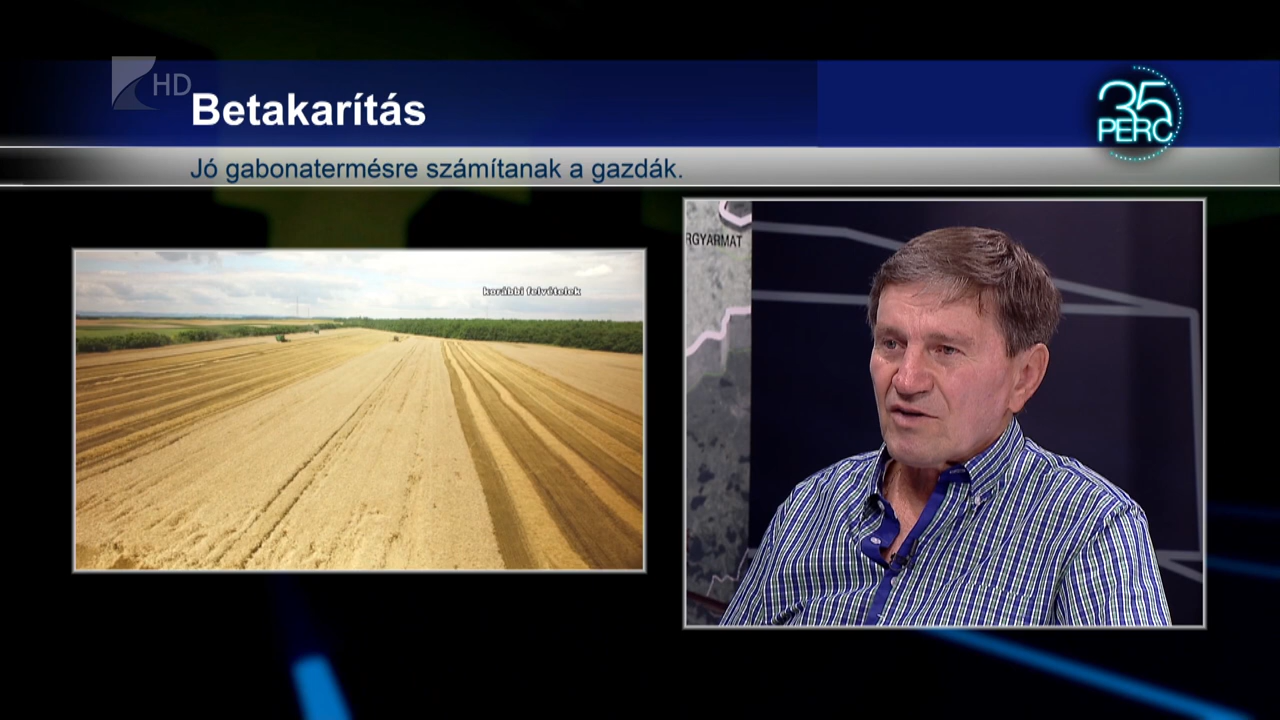 HD
Betakarítás
35
PERC
Jó gabonatermésre számítanak a gazdák.
RGYARMAT
korábbi felvételek